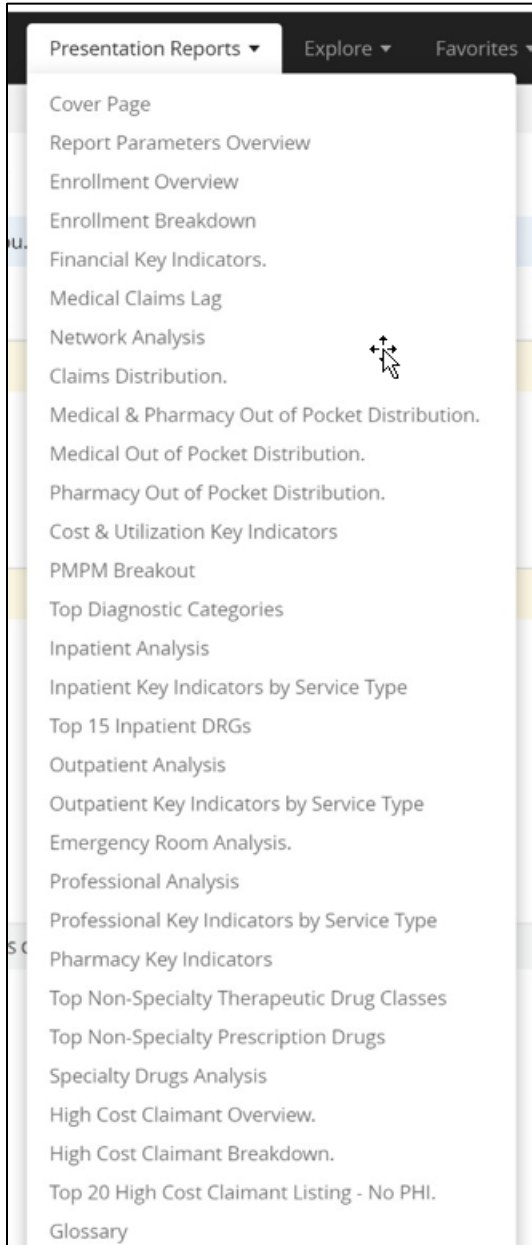 Presentation Reports ▾ Explore ▾ Favorites ▾
Cover Page
Report Parameters Overview
Enrollment Overview
ou.
Enrollment Breakdown
Financial Key Indicators.
Medical Claims Lag
Network Analysis
Claims Distribution.
Medical & Pharmacy Out of Pocket Distribution.
Medical Out of Pocket Distribution.
Pharmacy Out of Pocket Distribution.
Cost & Utilization Key Indicators
PMPM Breakout
Top Diagnostic Categories
Inpatient Analysis
Inpatient Key Indicators by Service Type
Top 15 Inpatient DRGs
Outpatient Analysis
Outpatient Key Indicators by Service Type
Emergency Room Analysis.
Professional Analysis
Professional Key Indicators by Service Type
Pharmacy Key Indicators
Top Non-Specialty Therapeutic Drug Classes
Top Non-Specialty Prescription Drugs
Specialty Drugs Analysis
High Cost Claimant Overview.
High Cost Claimant Breakdown.
Top 20 High Cost Claimant Listing - No PHI.
Glossary